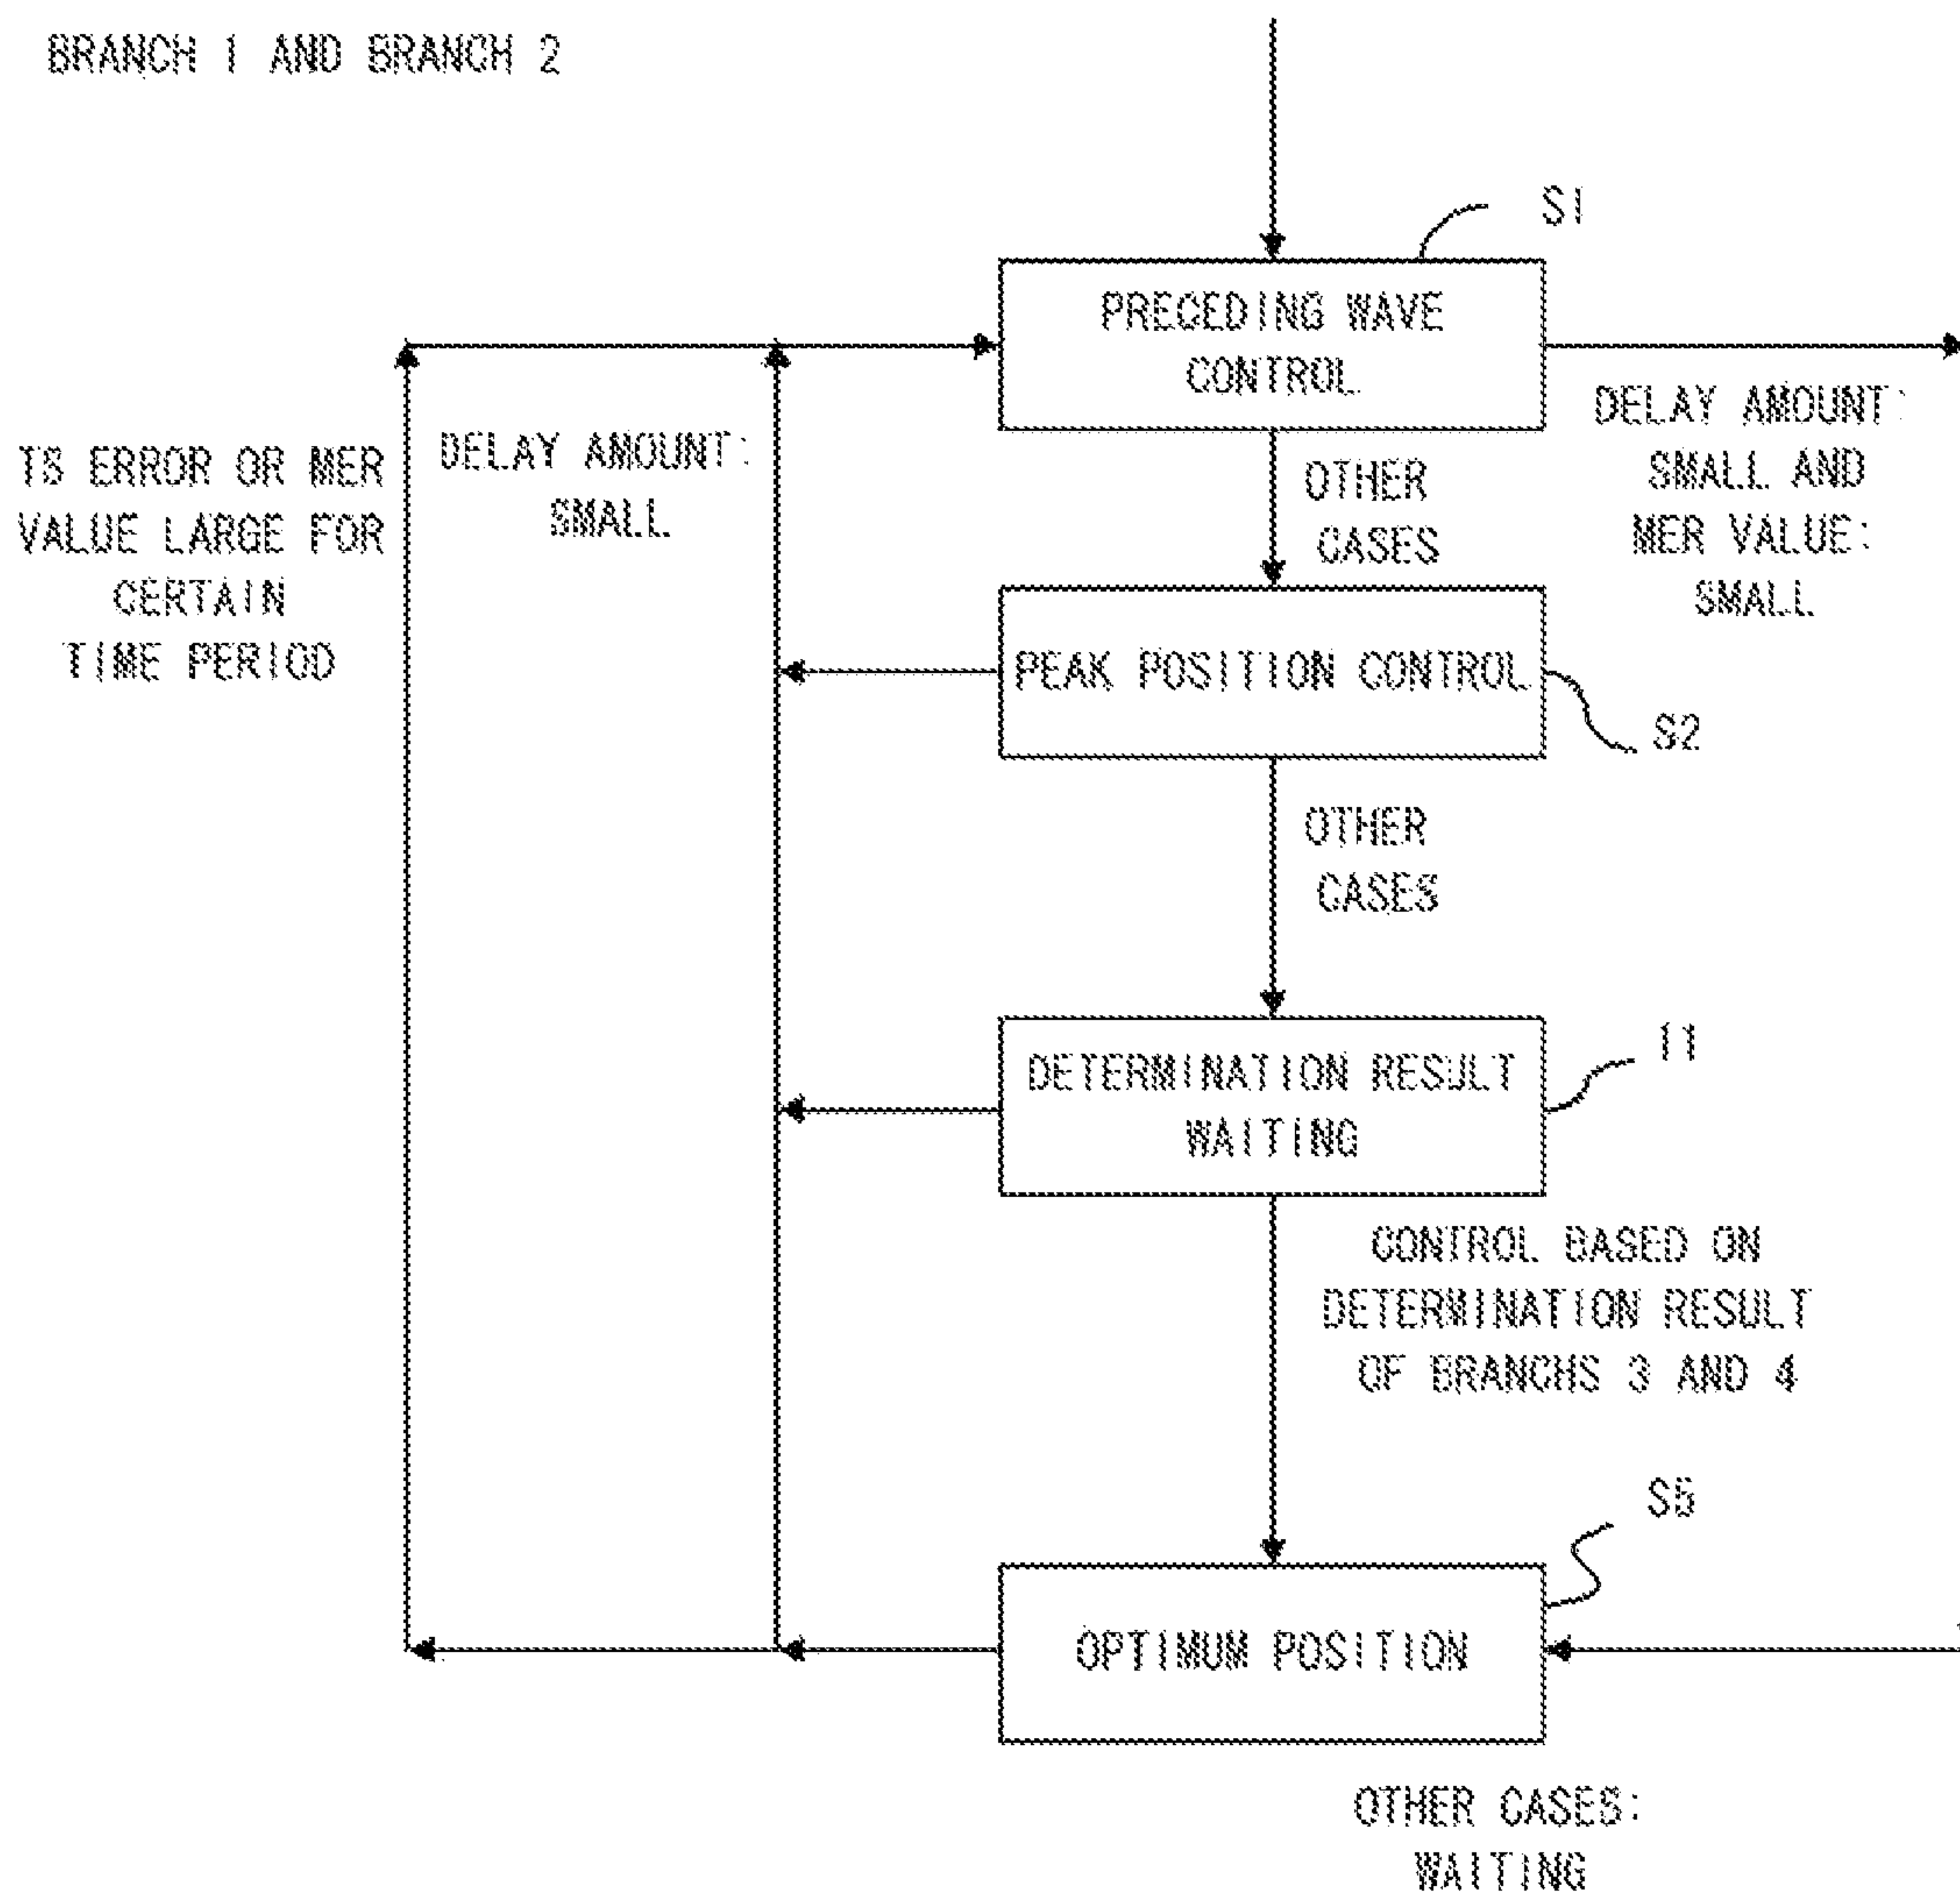 BRANCH 1 AND BRANCH 2
S1
PRECEDING WAVE
CONTROL
DELAY AMOUNT:
SMALL AND
MER VALUE:
SMALL
TS ERROR OR MER
VALUE LARGE FOR
CERTAIN
TIME PERIOD
DELAY AMOUNT:
SMALL
OTHER
CASES
PEAK POSITION CONTROL
S2
OTHER
CASES
DETERMINATION RESULT
WAITING
11
CONTROL BASED ON
DETERMINATION RESULT
OF BRANCHS 3 AND 4
S5
OPTIMUM POSITION
OTHER CASES:
WAITING